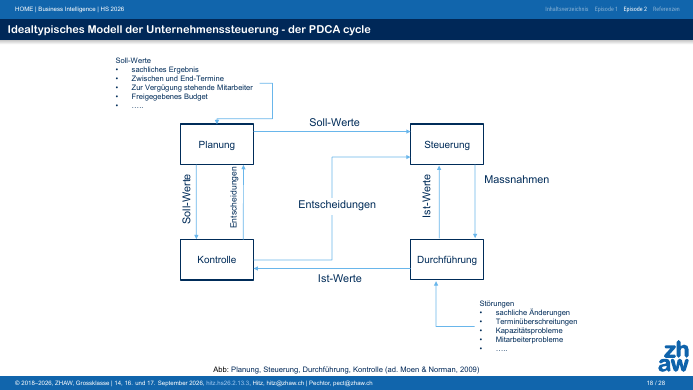 HOME | Business Intelligence | HS 2026
Inhaltsverzeichnis Episode 1 Episode 2 Referenzen
Idealtypisches Modell der Unternehmenssteuerung - der PDCA cycle
Soll-Werte
• sachliches Ergebnis
• Zwischen und End-Termine
• Zur Vergügung stehende Mitarbeiter
• Freigegebenes Budget
• .....
Soll-Werte
Planung
Steuerung
Soll-Werte
Entscheidungen
Entscheidungen
Ist-Werte
Massnahmen
Kontrolle
Durchführung
Ist-Werte
Störungen
• sachliche Änderungen
• Terminüberschreitungen
• Kapazitätsprobleme
• Mitarbeiterprobleme
• .....
Abb: Planung, Steuerung, Durchführung, Kontrolle (ad. Moen & Norman, 2009)
zh
aw
© 2018–2026, ZHAW, Grossklasse | 14, 16. und 17. September 2026, hitz.hs26.2.13.3, Hitz, hitz@zhaw.ch | Pechtor, pect@zhaw.ch
18 / 28